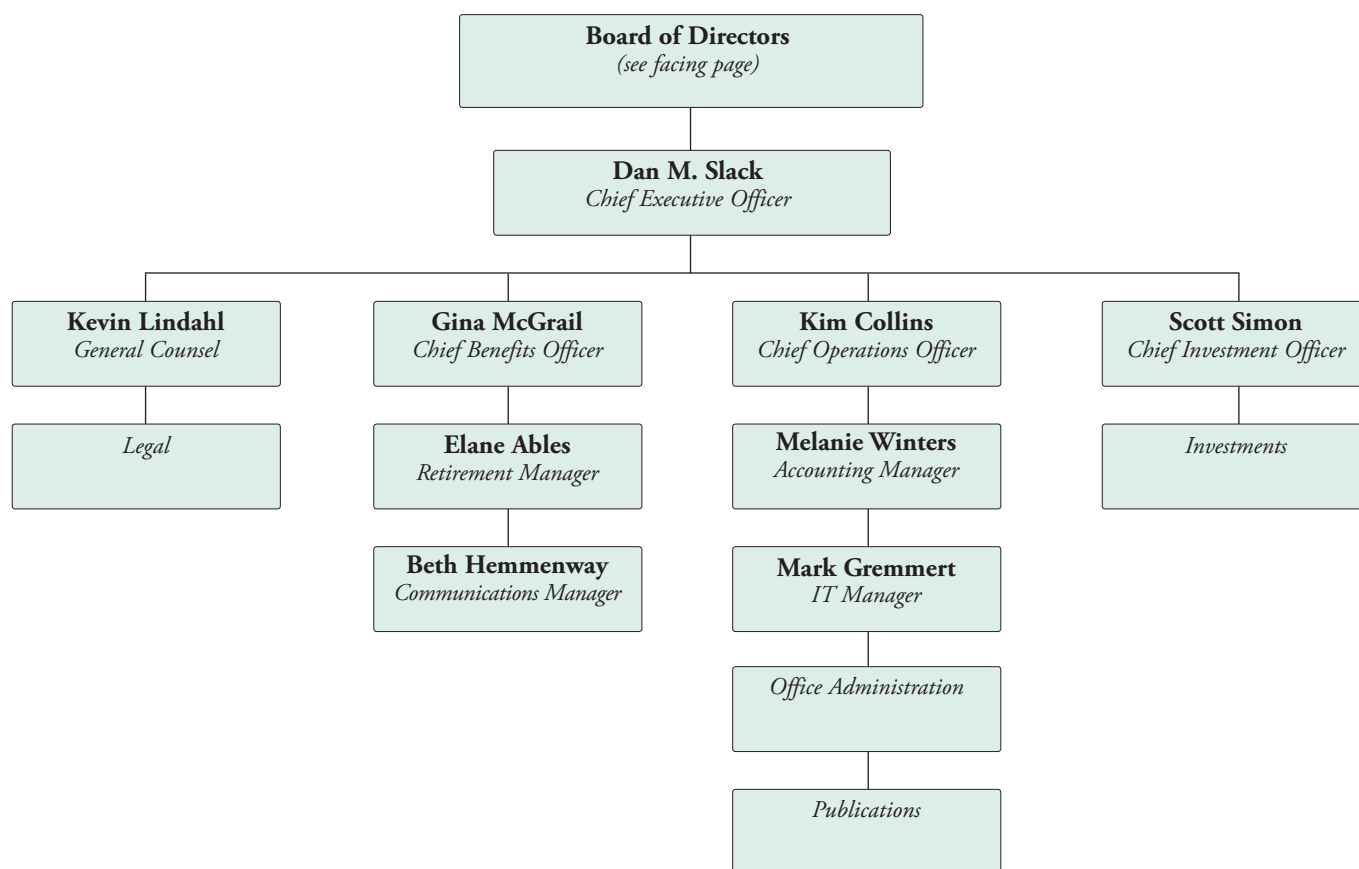 Board of Directors
(see facing page)
Dan M. Slack
Chief Executive Officer
Kevin Lindahl
General Counsel
Gina McGrail
Chief Benefits Officer
Kim Collins
Chief Operations Officer
Scott Simon
Chief Investment Officer
Legal
Elane Ables
Retirement Manager
Melanie Winters
Accounting Manager
Investments
Beth Hemmenway
Communications Manager
Mark Gremmert
IT Manager
Office Administration
Publications